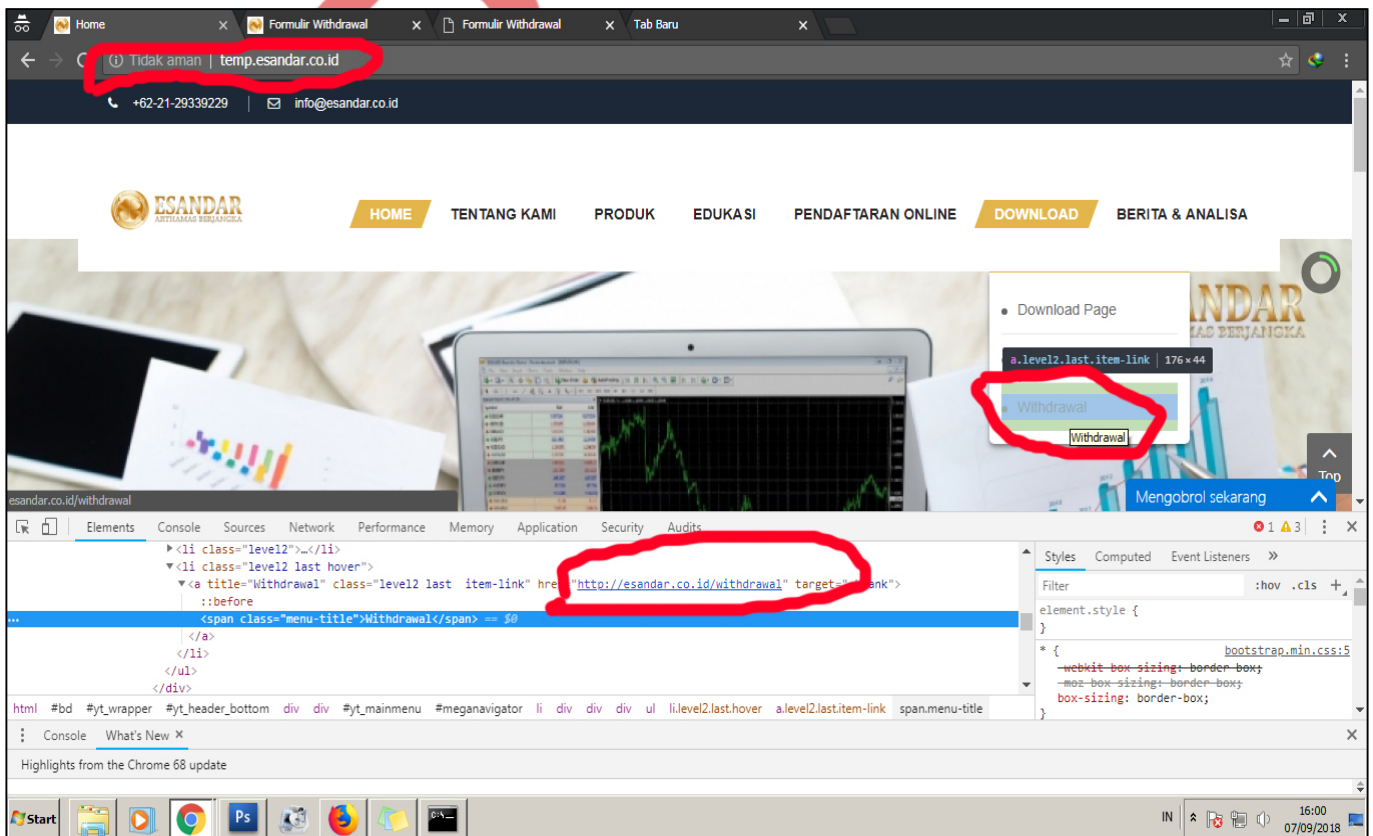 Home
Formulir Withdrawal
Formulir Withdrawal
Tab Baru
Tidak aman | temp.esandar.co.id
+62-21-29339229 | info@esandar.co.id
ESANDAR
ARTHAMAS BERJANGKA
HOME TENTANG KAMI PRODUK EDUKASI PENDAFTARAN ONLINE DOWNLOAD BERITA & ANALISA
Download Page
a.level2.last.item-link | 176×44
Withdrawal
Withdrawal
Top
Mengobrol sekarang
esandar.co.id/withdrawal
Elements Console Sources Network Performance Memory Application Security Audits 1 3
▶<li class="level2">…</li>
▼<li class="level2 last hover">
▼<a title="Withdrawal" class="level2 last  item-link" "http://esandar.co.id/withdrawal"
::before
<span class="menu-title">Withdrawal</span> == $0
</a>
</li>
</ul>
</div>
html #bd #yt_wrapper #yt_header_bottom div div #yt_mainmenu #meganavigator li div div div ul li.level2.last.hover a.level2.last.item-link span.menu-title
Styles Computed Event Listeners »
Filter :hov .cls +
element.style {
}
* { bootstrap.min.css:5
-webkit-box-sizing: border-box;
-moz-box-sizing: border-box;
box-sizing: border-box;
}
Console What's New ×
Highlights from the Chrome 68 update
Start Ps C:\ IN 16:00
07/09/2018